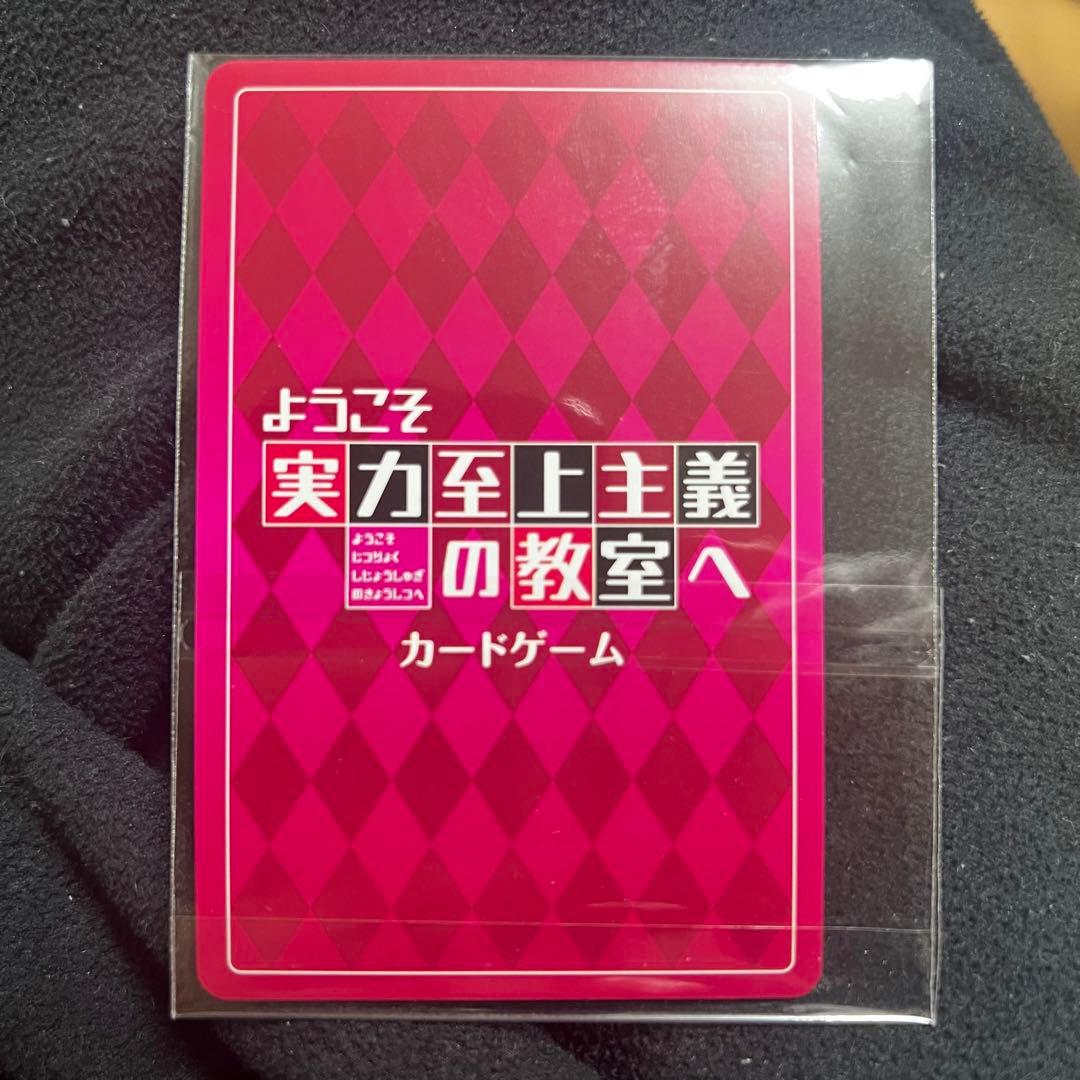 ようこそ
実力至上主義
ようこそ
じつりょく
しじょうしゅぎ
のきょうしつへ
の教室へ
カードゲーム